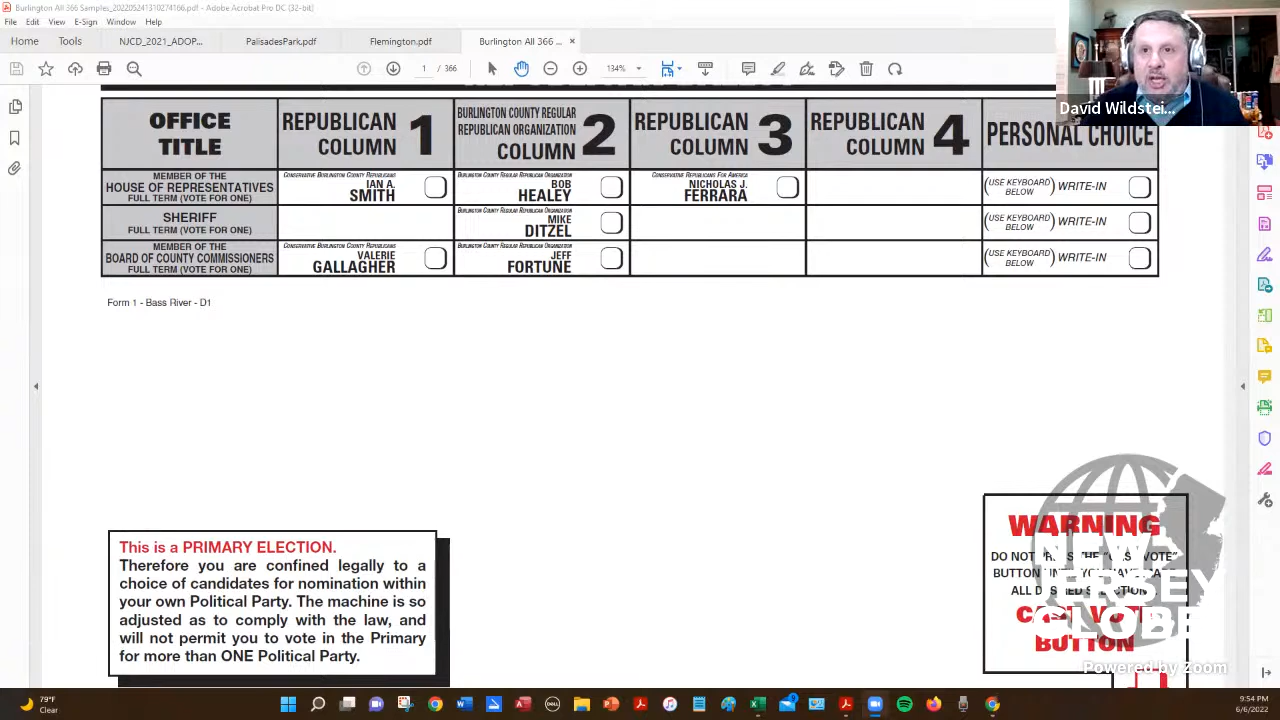 Burlington All 366 Samples_202205241310274166.pdf - Adobe Acrobat Pro DC (32-bit)
File Edit View E-Sign Window Help
Home Tools NJCD_2021_ADOP... PalisadesPark.pdf Flemington.pdf Burlington All 366 ... ×
1 / 366 134%
David Wildstei...
OFFICE TITLE
REPUBLICAN COLUMN 1
BURLINGTON COUNTY REGULAR REPUBLICAN ORGANIZATION COLUMN 2
REPUBLICAN COLUMN 3
REPUBLICAN COLUMN 4
PERSONAL CHOICE
MEMBER OF THE
HOUSE OF REPRESENTATIVES
FULL TERM (VOTE FOR ONE)
CONSERVATIVE BURLINGTON COUNTY REPUBLICANS
IAN A.
SMITH
BURLINGTON COUNTY REGULAR REPUBLICAN ORGANIZATION
BOB
HEALEY
CONSERVATIVE REPUBLICANS FOR AMERICA
NICHOLAS J.
FERRARA
(USE KEYBOARD BELOW) WRITE-IN
SHERIFF
FULL TERM (VOTE FOR ONE)
BURLINGTON COUNTY REGULAR REPUBLICAN ORGANIZATION
MIKE
DITZEL
(USE KEYBOARD BELOW) WRITE-IN
MEMBER OF THE
BOARD OF COUNTY COMMISSIONERS
FULL TERM (VOTE FOR ONE)
CONSERVATIVE BURLINGTON COUNTY REPUBLICANS
VALERIE
GALLAGHER
BURLINGTON COUNTY REGULAR REPUBLICAN ORGANIZATION
JEFF
FORTUNE
(USE KEYBOARD BELOW) WRITE-IN
Form 1 - Bass River - D1
This is a PRIMARY ELECTION.
Therefore you are confined legally to a
choice of candidates for nomination within
your own Political Party. The machine is so
adjusted as to comply with the law, and
will not permit you to vote in the Primary
for more than ONE Political Party.
WARNING
DO NOT
BUTTON
ALL
VOTE
BUTTON
NEW
JERSEY
GLOBE
Powered by Zoom
79°F
Clear
9:54 PM
6/6/2022